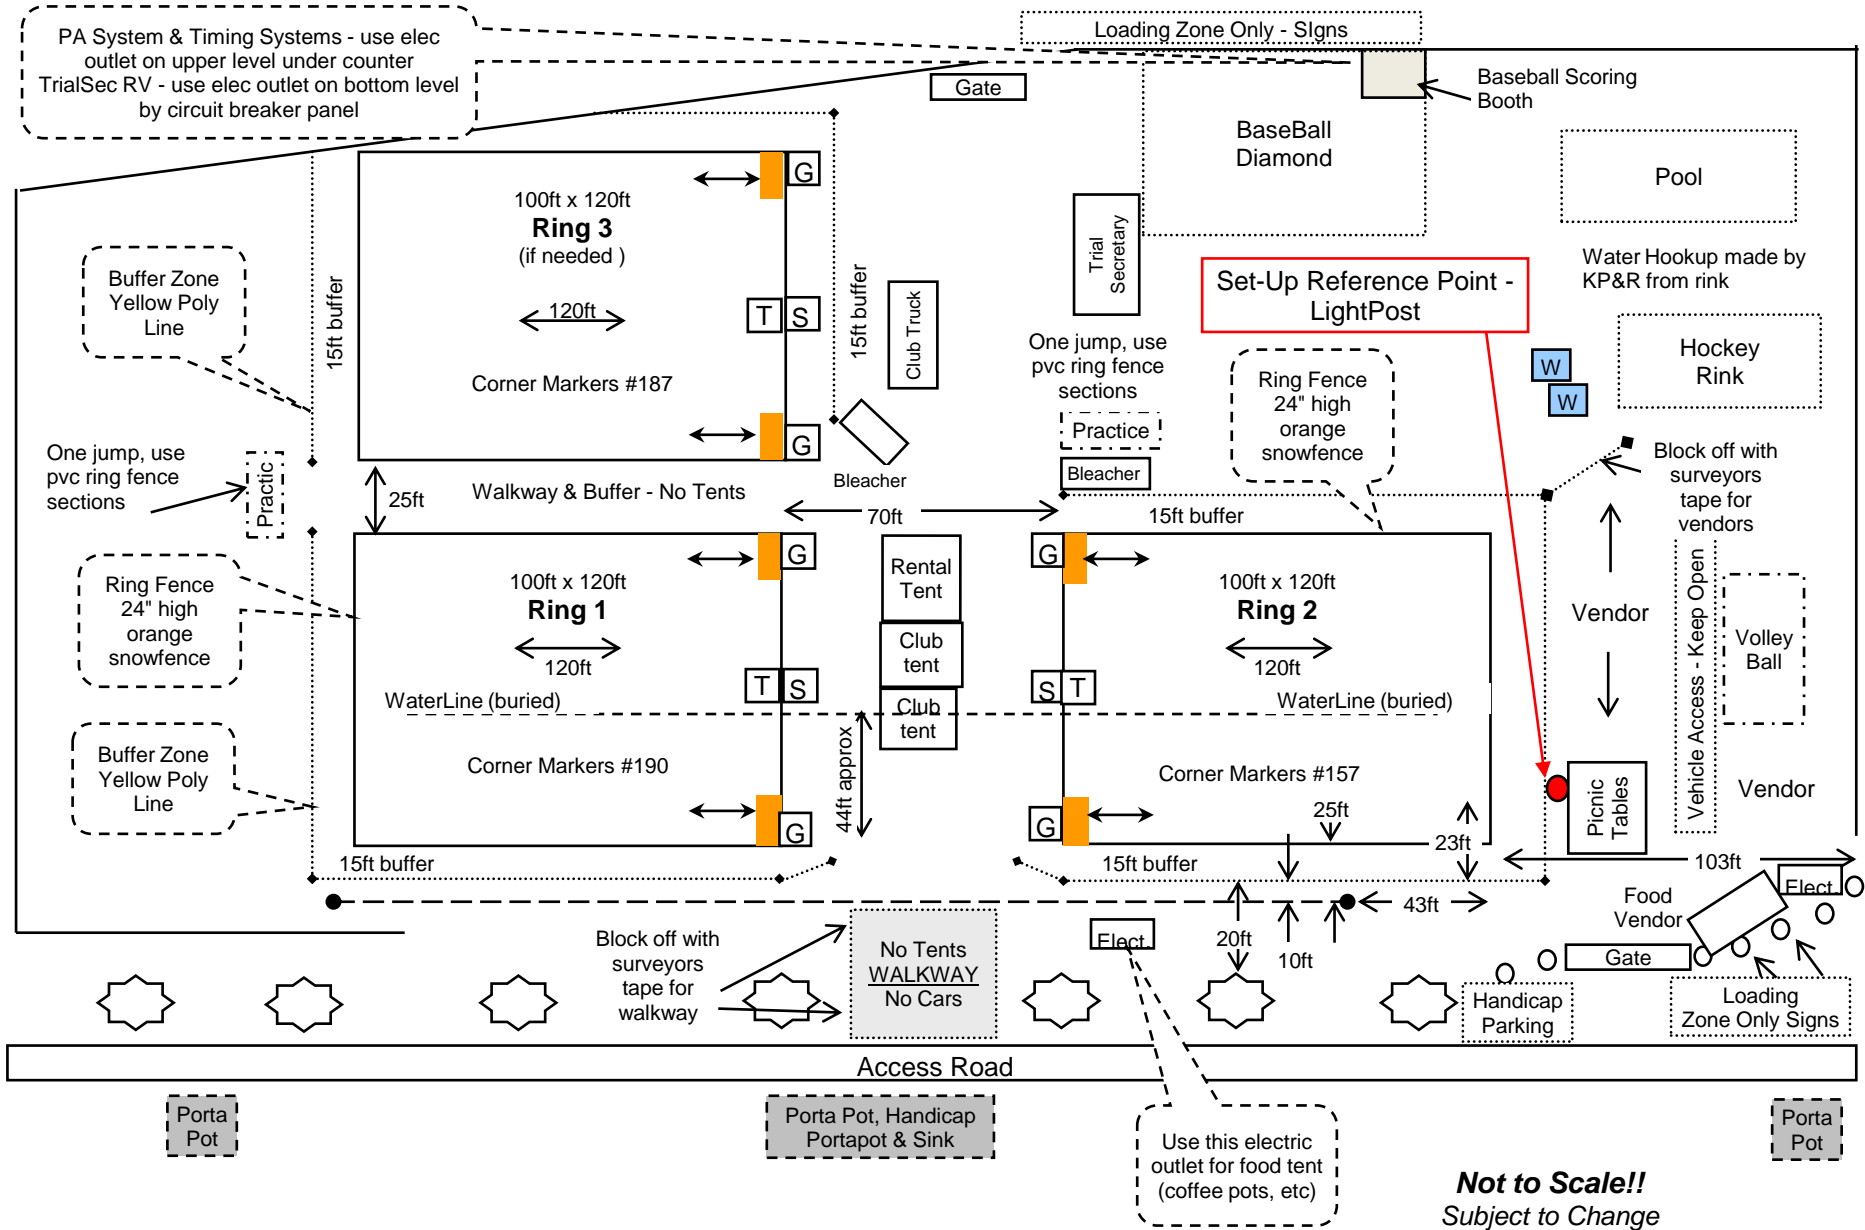 PA System & Timing Systems - use elec
outlet on upper level under counter
TrialSec RV - use elec outlet on bottom level
by circuit breaker panel
Loading Zone Only - SIgns
Gate
Baseball Scoring
Booth
BaseBall
Diamond
Pool
G
100ft x 120ft
Ring 3
(if needed )
Trial
Secretary
Water Hookup made by
KP&R from rink
Set-Up Reference Point -
LightPost
Buffer Zone
Yellow Poly
Line
15ft buffer
120ft
T
S
15ft buffer
Club Truck
One jump, use
pvc ring fence
sections
Hockey
Rink
W
W
Ring Fence
24" high
orange
snowfence
Corner Markers #187
G
Practice
Bleacher
Bleacher
One jump, use
pvc ring fence
sections
Practic
25ft
Walkway & Buffer - No Tents
70ft
15ft buffer
Block off with
surveyors
tape for
vendors
G
G
Rental
Tent
100ft x 120ft
Ring 1
100ft x 120ft
Ring 2
Ring Fence
24" high
orange
snowfence
Vendor
Vehicle Access - Keep Open
Volley
Ball
Club
tent
120ft
120ft
T
S
S
T
WaterLine (buried)
Club
tent
WaterLine (buried)
Buffer Zone
Yellow Poly
Line
Corner Markers #190
44ft approx
Corner Markers #157
Picnic
Tables
Vendor
G
G
25ft
23ft
15ft buffer
15ft buffer
103ft
Elect.
Food
Vendor
43ft
Block off with
surveyors
tape for
walkway
No Tents
WALKWAY
No Cars
Elect.
20ft
10ft
Gate
Handicap
Parking
Loading
Zone Only Signs
Access Road
Porta
Pot
Porta Pot, Handicap
Portapot & Sink
Porta
Pot
Use this electric
outlet for food tent
(coffee pots, etc)
Not to Scale!!
Subject to Change